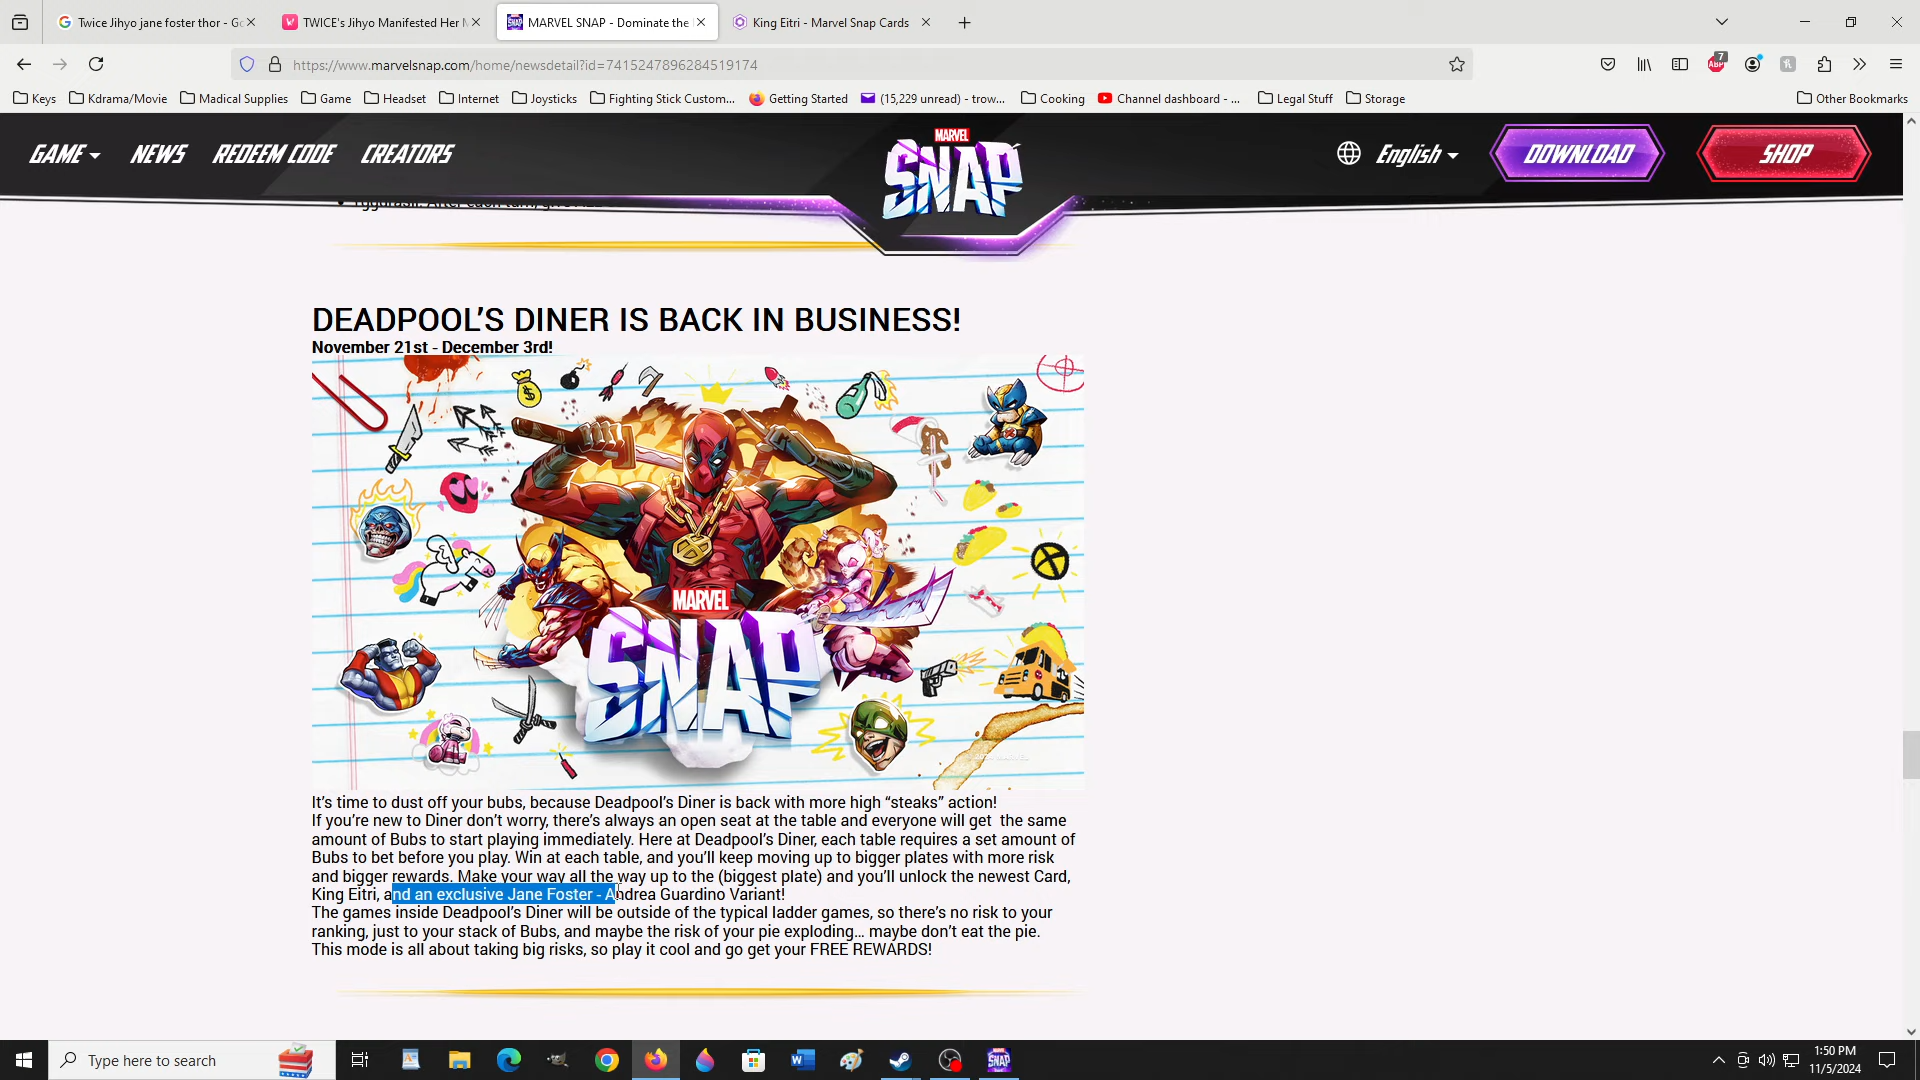 Twice Jihyo jane foster thor - Go
TWICE's Jihyo Manifested Her M
MARVEL SNAP - Dominate the
King Eitri - Marvel Snap Cards
https://www.marvelsnap.com/home/newsdetail?id=7415247896284519174
7
ABP
Keys
Kdrama/Movie
Madical Supplies
Game
Headset
Internet
Joysticks
Fighting Stick Custom...
Getting Started
(15,229 unread) - trow...
Cooking
Channel dashboard - ...
Legal Stuff
Storage
Other Bookmarks
GAME
NEWS
REDEEM CODE
CREATORS
MARVEL
SNAP
English
DOWNLOAD
SHOP
DEADPOOL’S DINER IS BACK IN BUSINESS!
November 21st - December 3rd!
MARVEL
SNAP
It’s time to dust off your bubs, because Deadpool’s Diner is back with more high “steaks” action!
If you’re new to Diner don’t worry, there’s always an open seat at the table and everyone will get the same
amount of Bubs to start playing immediately. Here at Deadpool’s Diner, each table requires a set amount of
Bubs to bet before you play. Win at each table, and you’ll keep moving up to bigger plates with more risk
and bigger rewards. Make your way all the way up to the (biggest plate) and you’ll unlock the newest Card,
King Eitri, and an exclusive Jane Foster - Andrea Guardino Variant!
The games inside Deadpool’s Diner will be outside of the typical ladder games, so there’s no risk to your
ranking, just to your stack of Bubs, and maybe the risk of your pie exploding… maybe don’t eat the pie.
This mode is all about taking big risks, so play it cool and go get your FREE REWARDS!
Type here to search
1:50 PM
11/5/2024